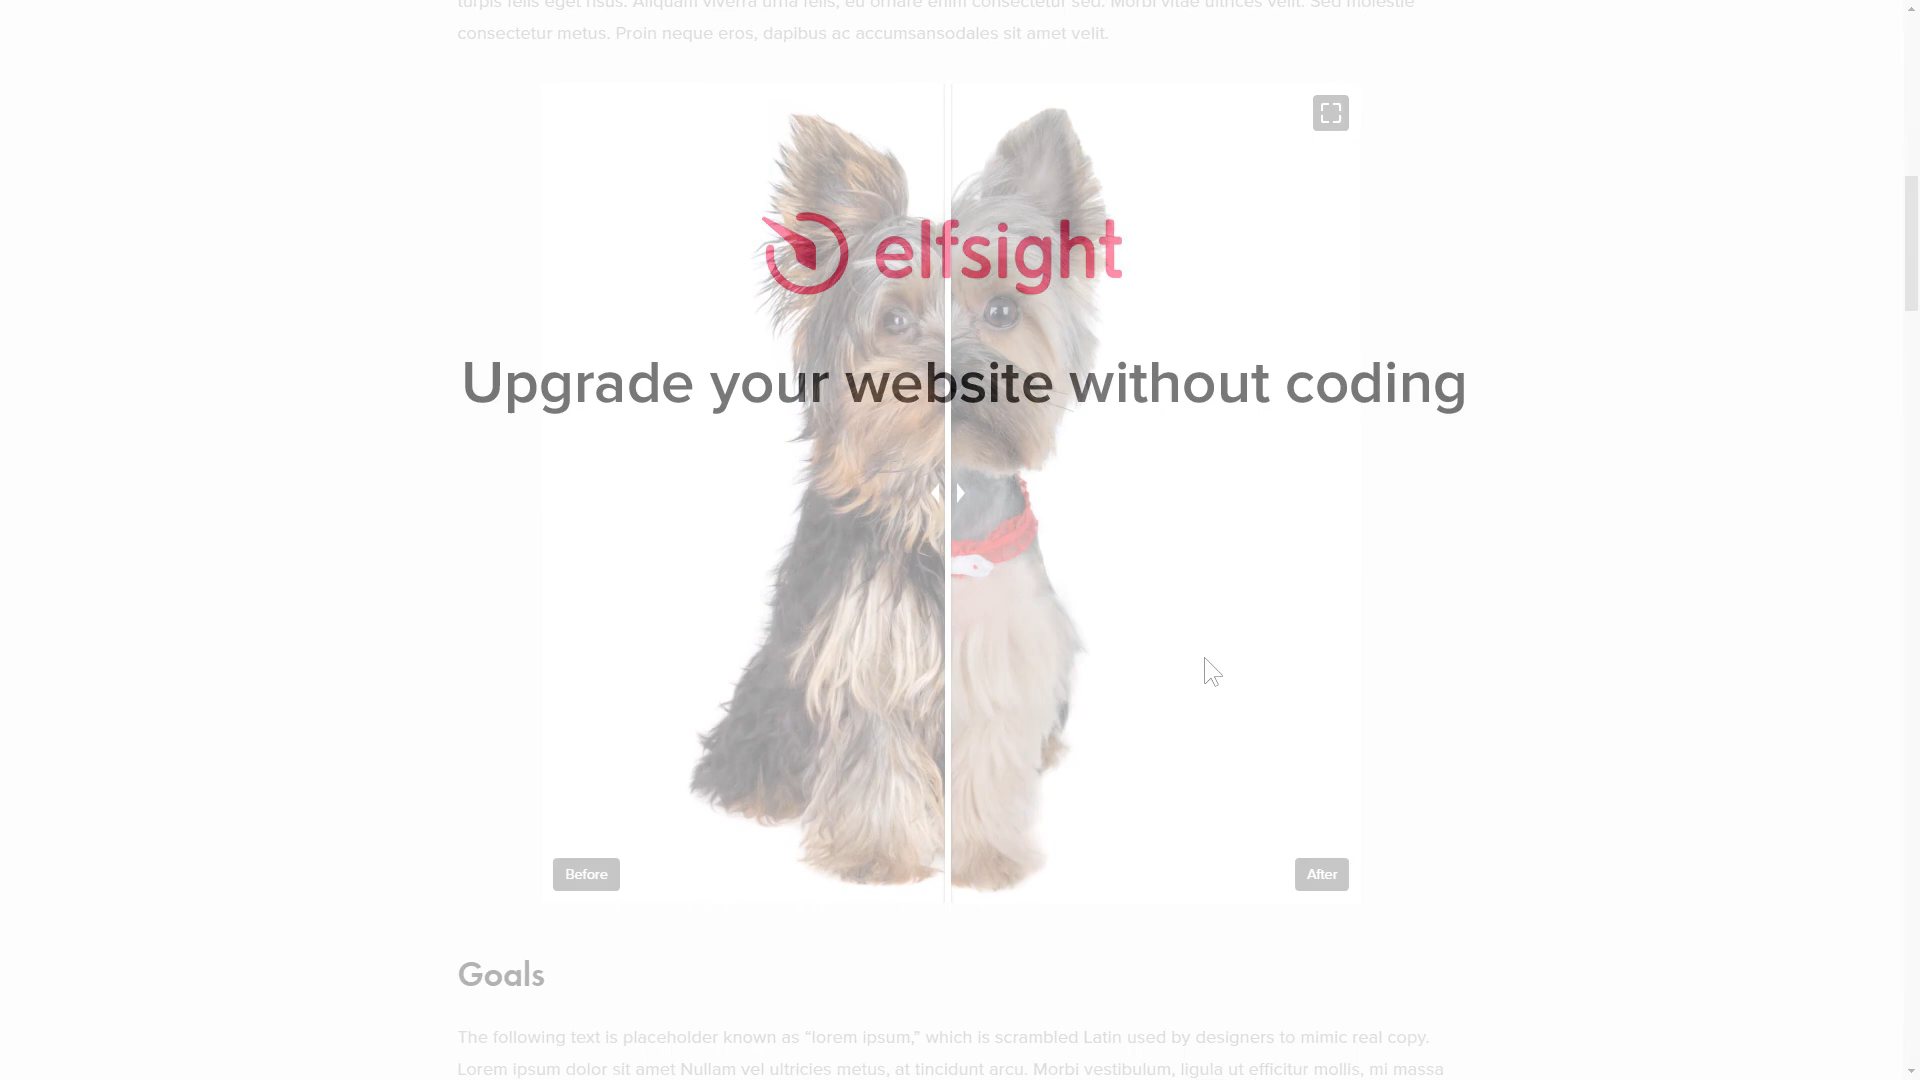 turpis felis eget risus. Aliquam viverra urna felis, eu ornare enim consectetur sed. Morbi vitae ultrices velit. Sed molestie
consectetur metus. Proin neque eros, dapibus ac accumsansodales sit amet velit.
elfsight
Upgrade your website without coding
Before
After
Goals
The following text is placeholder known as “lorem ipsum,” which is scrambled Latin used by designers to mimic real copy.
Lorem ipsum dolor sit amet Nullam vel ultricies metus, at tincidunt arcu. Morbi vestibulum, ligula ut efficitur mollis, mi massa